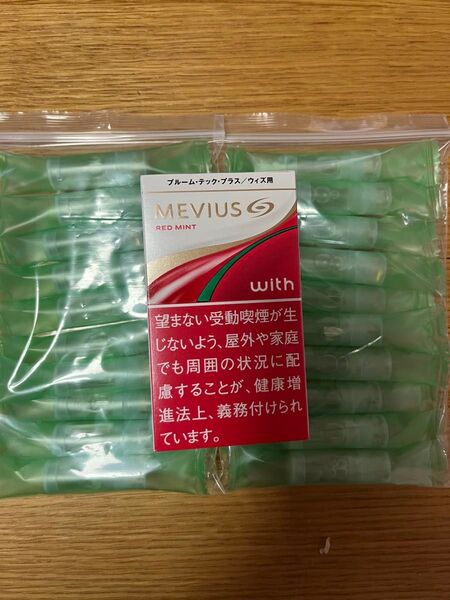 プルーム・テック・プラス/ウィズ用
MEVIUS
RED MINT
with
望まない受動喫煙が生
じないよう、屋外や家庭
でも周囲の状況に配
慮することが、健康増
進法上、義務付けられ
ています。